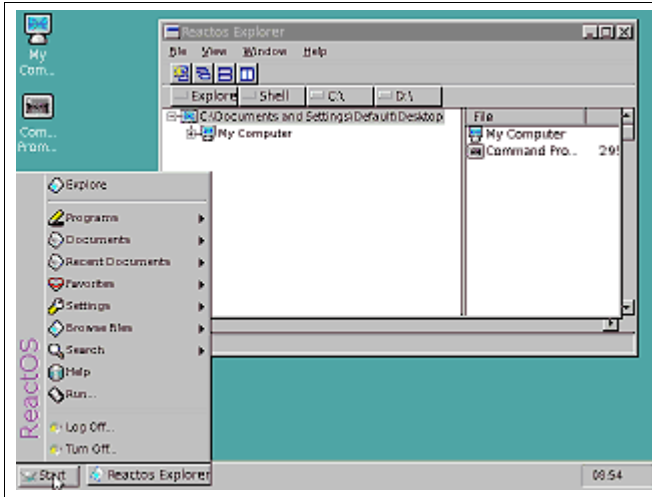 My
Com...
Com...
Prom...
Reactos Explorer
File View Window Help
Explore Shell C:\ D:\
C:\Documents and Settings\Default\Desktop
My Computer
File
My Computer
Command Pro... 29
Explore
Programs
Documents
Recent Documents
Favorites
Settings
Browse Files
Search
Help
Run...
Log Off...
Turn Off...
ReactOS
Start Reactos Explorer